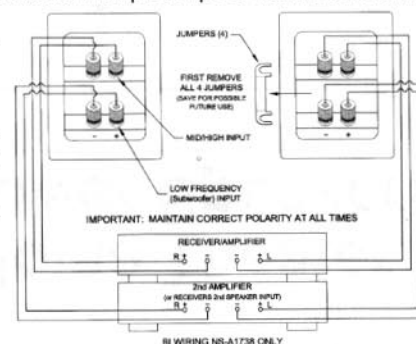 JUMPERS (4)
FIRST REMOVE
ALL 4 JUMPERS
(SAVE FOR POSSIBLE
FUTURE USE)
- +
- +
MID/HIGH INPUT
LOW FREQUENCY
(Subwoofer) INPUT
IMPORTANT: MAINTAIN CORRECT POLARITY AT ALL TIMES
RECEIVER/AMPLIFIER
R + - - + L
2nd AMPLIFIER
(or RECEIVERS 2nd SPEAKER INPUT)
R + - - + L
BI WIRING NS-A1738 ONLY